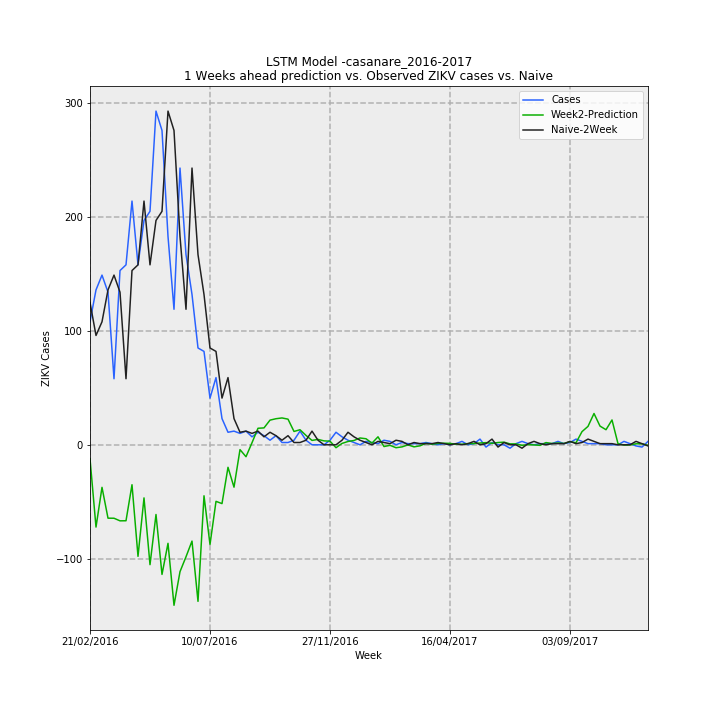 LSTM Model -casanare_2016-2017
1 Weeks ahead prediction vs. Observed ZIKV cases vs. Naive
Cases
Week2-Prediction
Naive-2Week
300
200
100
0
−100
ZIKV Cases
21/02/2016
10/07/2016
27/11/2016
16/04/2017
03/09/2017
Week